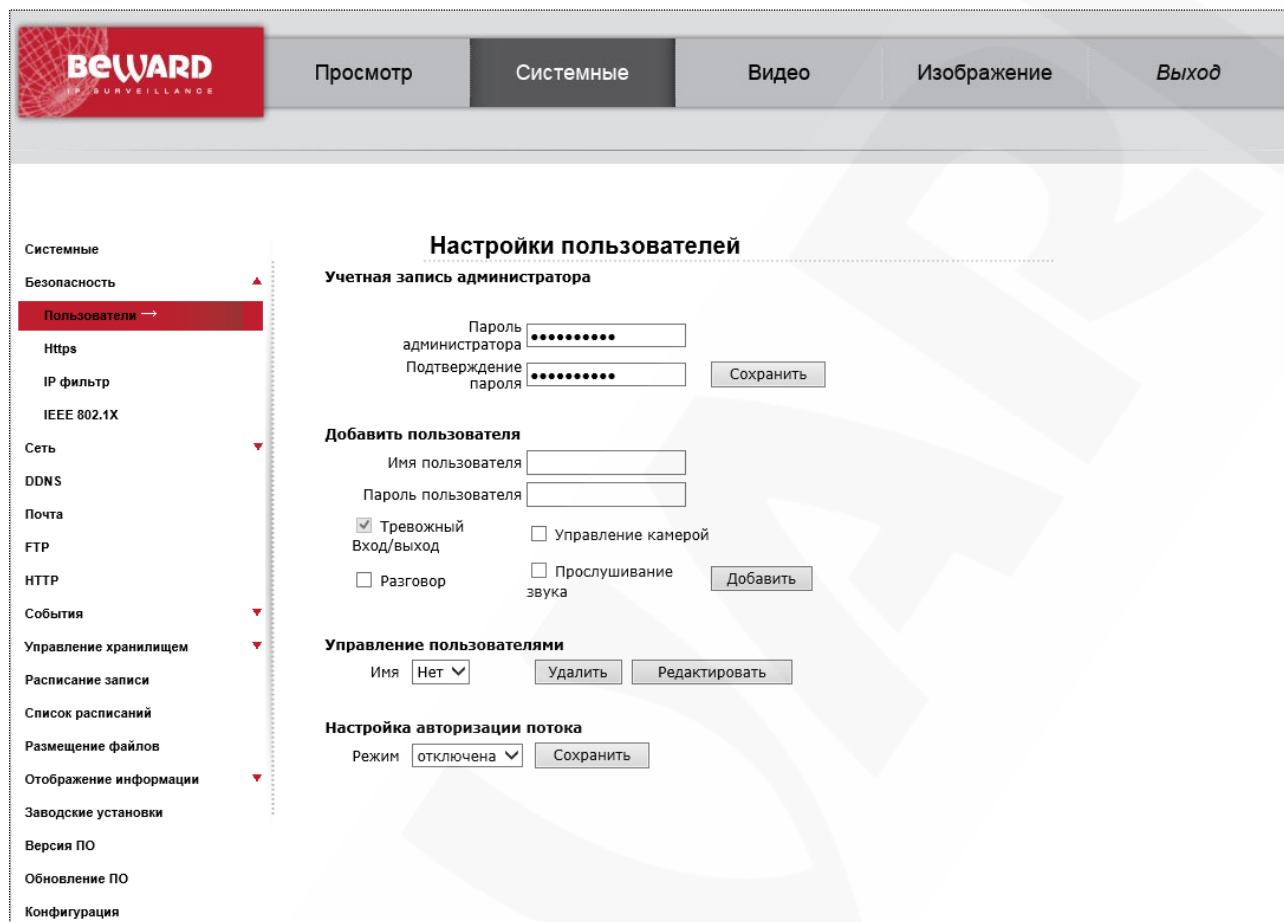 BEWARD
IP SURVEILLANCE
Просмотр
Системные
Видео
Изображение
Выход
Системные
Безопасность
Пользователи →
Https
IP фильтр
IEEE 802.1X
Сеть
DDNS
Почта
FTP
HTTP
События
Управление хранилищем
Расписание записи
Список расписаний
Размещение файлов
Отображение информации
Заводские установки
Версия ПО
Обновление ПО
Конфигурация
Настройки пользователей
Учетная запись администратора
Пароль
администратора ••••••••••
Подтверждение
пароля •••••••••• Сохранить
Добавить пользователя
Имя пользователя
Пароль пользователя
Тревожный
Вход/выход
Управление камерой
Разговор
Прослушивание
звука
Добавить
Управление пользователями
Имя Нет Удалить Редактировать
Настройка авторизации потока
Режим отключена Сохранить